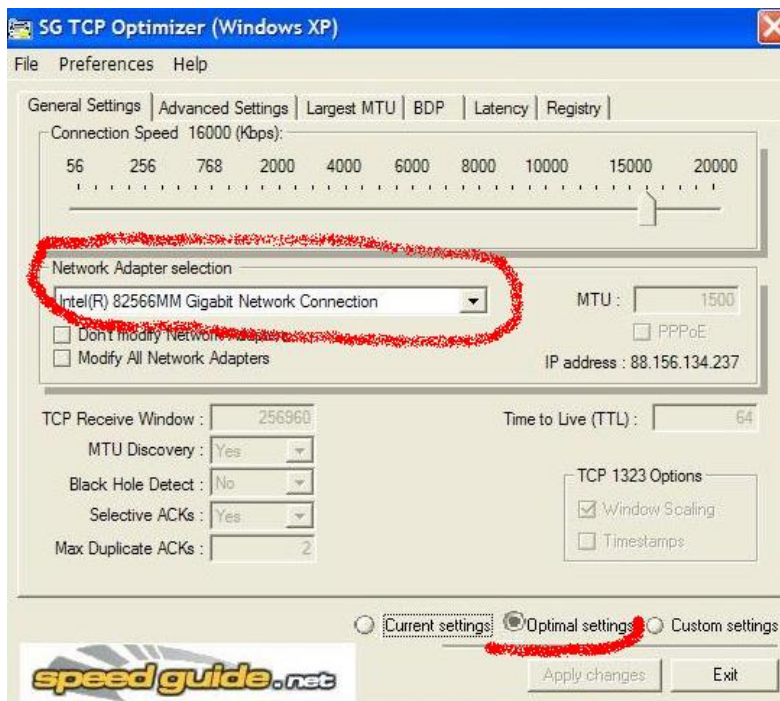 SG TCP Optimizer (Windows XP)
File Preferences Help
General Settings Advanced Settings Largest MTU BDP Latency Registry
Connection Speed 16000 (Kbps):
56 256 768 2000 4000 6000 8000 10000 15000 20000
Network Adapter selection
Intel(R) 82566MM Gigabit Network Connection
MTU : 1500
Don't modify Network Adapters
PPPoE
Modify All Network Adapters
IP address : 88.156.134.237
TCP Receive Window : 256960
Time to Live (TTL) : 64
MTU Discovery : Yes
Black Hole Detect : No
TCP 1323 Options
Selective ACKs : Yes
Window Scaling
Max Duplicate ACKs : 2
Timestamps
Current settings Optimal settings Custom settings
speedguide.net
Apply changes Exit